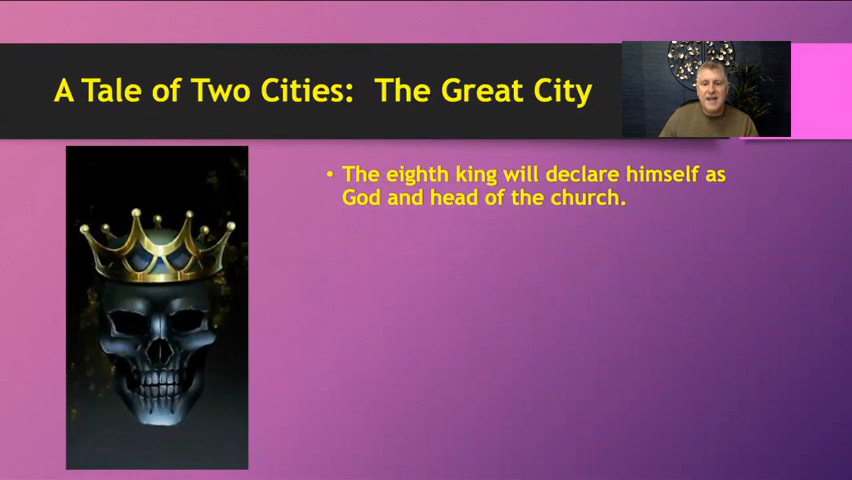 A Tale of Two Cities: The Great City
• The eighth king will declare himself as
God and head of the church.